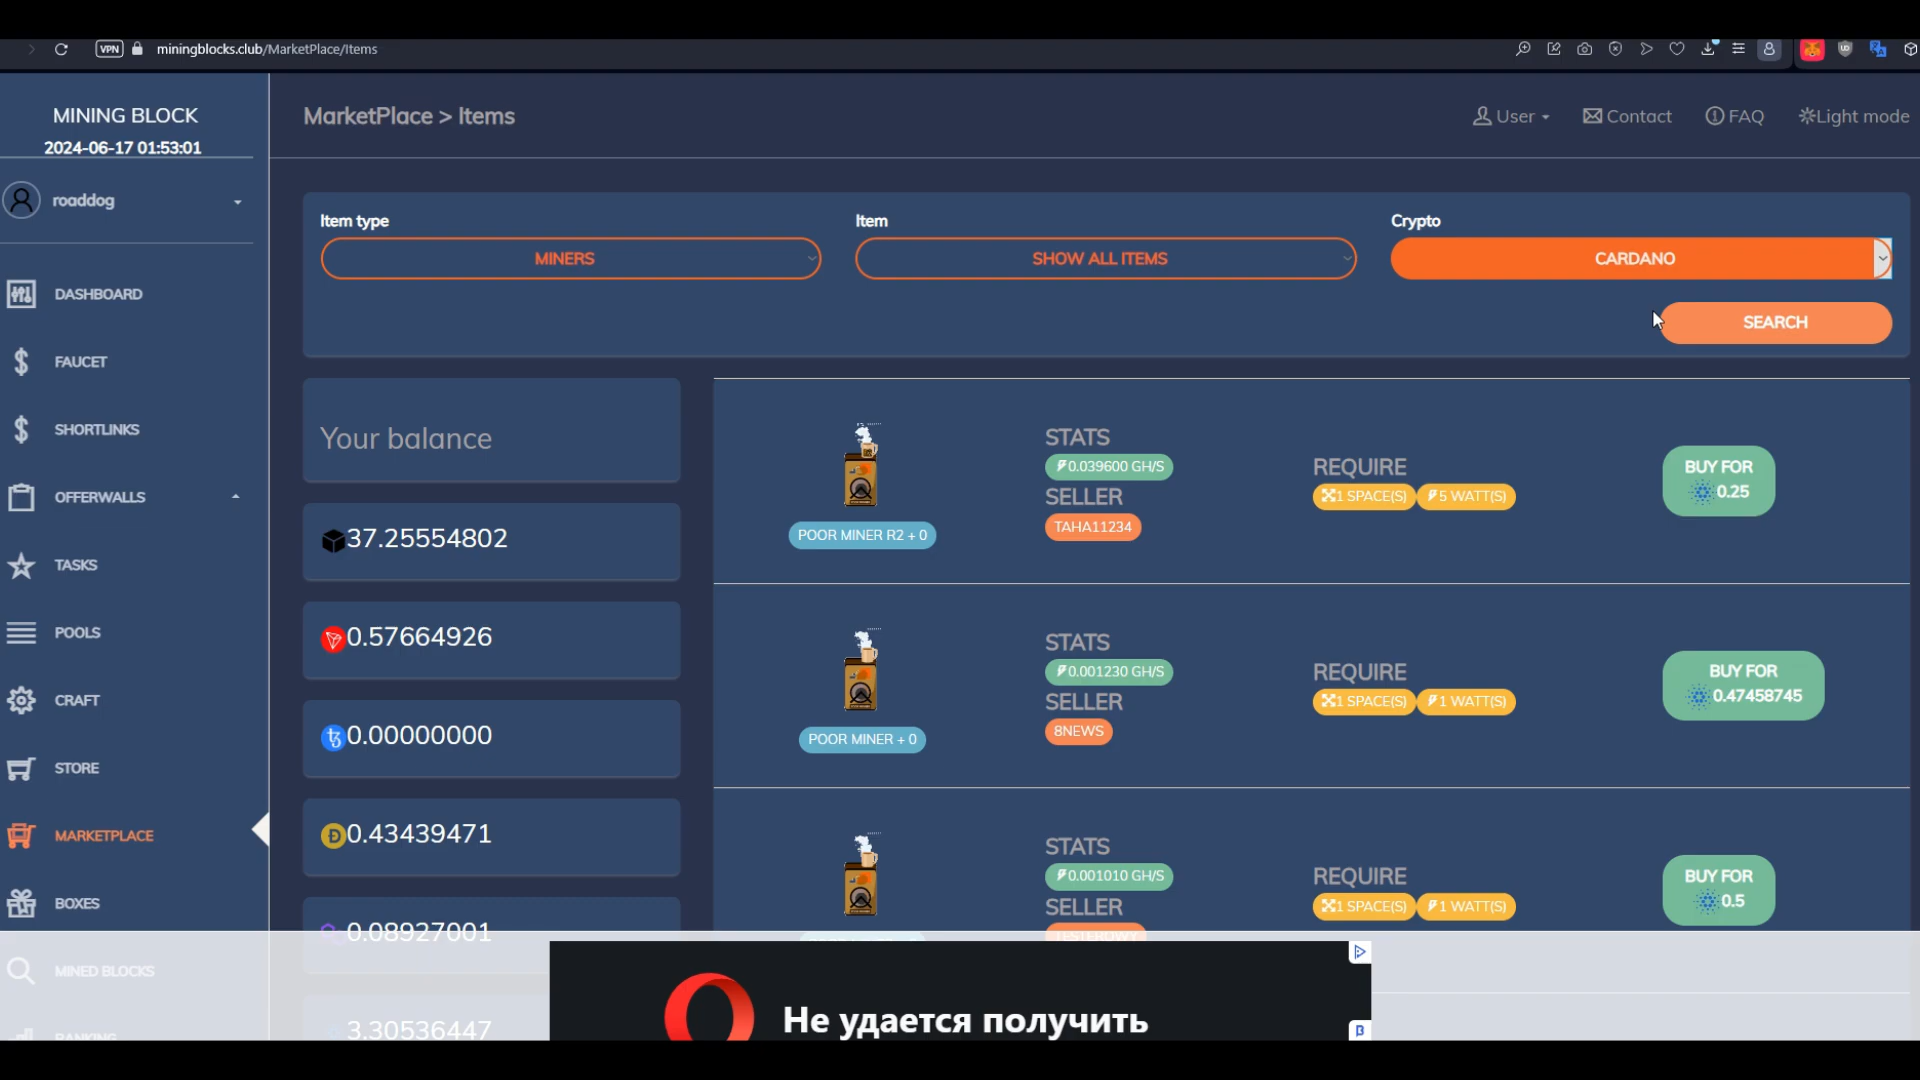 VPN miningblocks.club/MarketPlace/Items
MINING BLOCK
2024-06-17 01:53:01
roaddog
DASHBOARD
FAUCET
SHORTLINKS
OFFERWALLS
TASKS
POOLS
CRAFT
STORE
MARKETPLACE
BOXES
MINED BLOCKS
RANKING
MarketPlace > Items
User
Contact
FAQ
Light mode
Item type
MINERS
Item
SHOW ALL ITEMS
Crypto
CARDANO
SEARCH
Your balance
37.25554802
0.57664926
0.00000000
0.43439471
0.08927001
3.30536447
POOR MINER R2 + 0
STATS
0.039600 GH/S
SELLER
TAHA11234
REQUIRE
1 SPACE(S) 5 WATT(S)
BUY FOR
0.25
POOR MINER + 0
STATS
0.001230 GH/S
SELLER
8NEWS
REQUIRE
1 SPACE(S) 1 WATT(S)
BUY FOR
0.47458745
STATS
0.001010 GH/S
SELLER
REQUIRE
1 SPACE(S) 1 WATT(S)
BUY FOR
0.5
Не удается получить